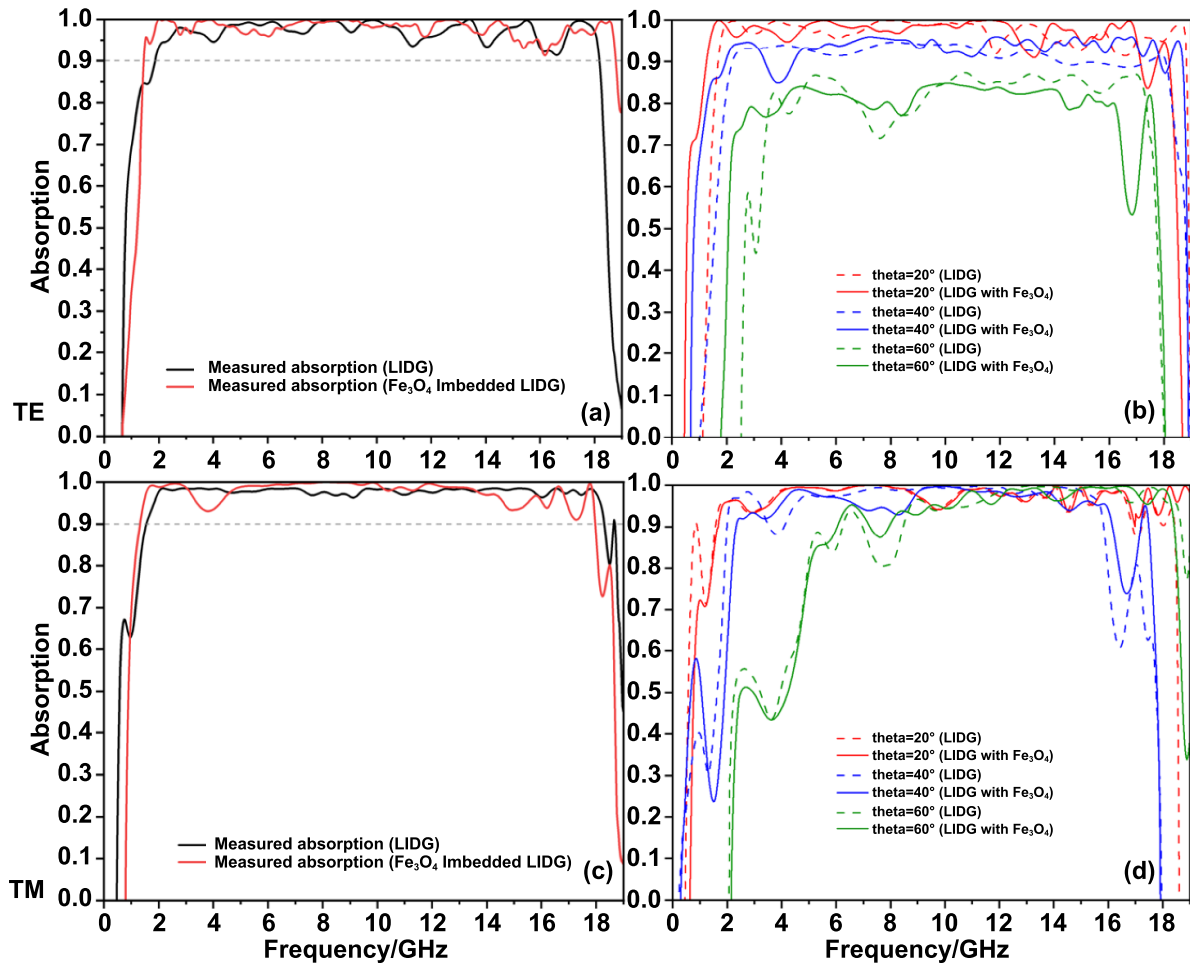 1.0
0.9
0.8
0.7
0.6
0.5
0.4
0.3
0.2
0.1
0.0
Absorption
TE
Measured absorption (LIDG)
Measured absorption (Fe₃O₄ Imbedded LIDG)
(a)
0 2 4 6 8 10 12 14 16 18
1.0
0.9
0.8
0.7
0.6
0.5
0.4
0.3
0.2
0.1
0.0
theta=20° (LIDG)
theta=20° (LIDG with Fe₃O₄)
theta=40° (LIDG)
theta=40° (LIDG with Fe₃O₄)
theta=60° (LIDG)
theta=60° (LIDG with Fe₃O₄)
(b)
0 2 4 6 8 10 12 14 16 18
1.0
0.9
0.8
0.7
0.6
0.5
0.4
0.3
0.2
0.1
0.0
Absorption
TM
Measured absorption (LIDG)
Measured absorption (Fe₃O₄ Imbedded LIDG)
(c)
0 2 4 6 8 10 12 14 16 18
Frequency/GHz
1.0
0.9
0.8
0.7
0.6
0.5
0.4
0.3
0.2
0.1
0.0
theta=20° (LIDG)
theta=20° (LIDG with Fe₃O₄)
theta=40° (LIDG)
theta=40° (LIDG with Fe₃O₄)
theta=60° (LIDG)
theta=60° (LIDG with Fe₃O₄)
(d)
0 2 4 6 8 10 12 14 16 18
Frequency/GHz